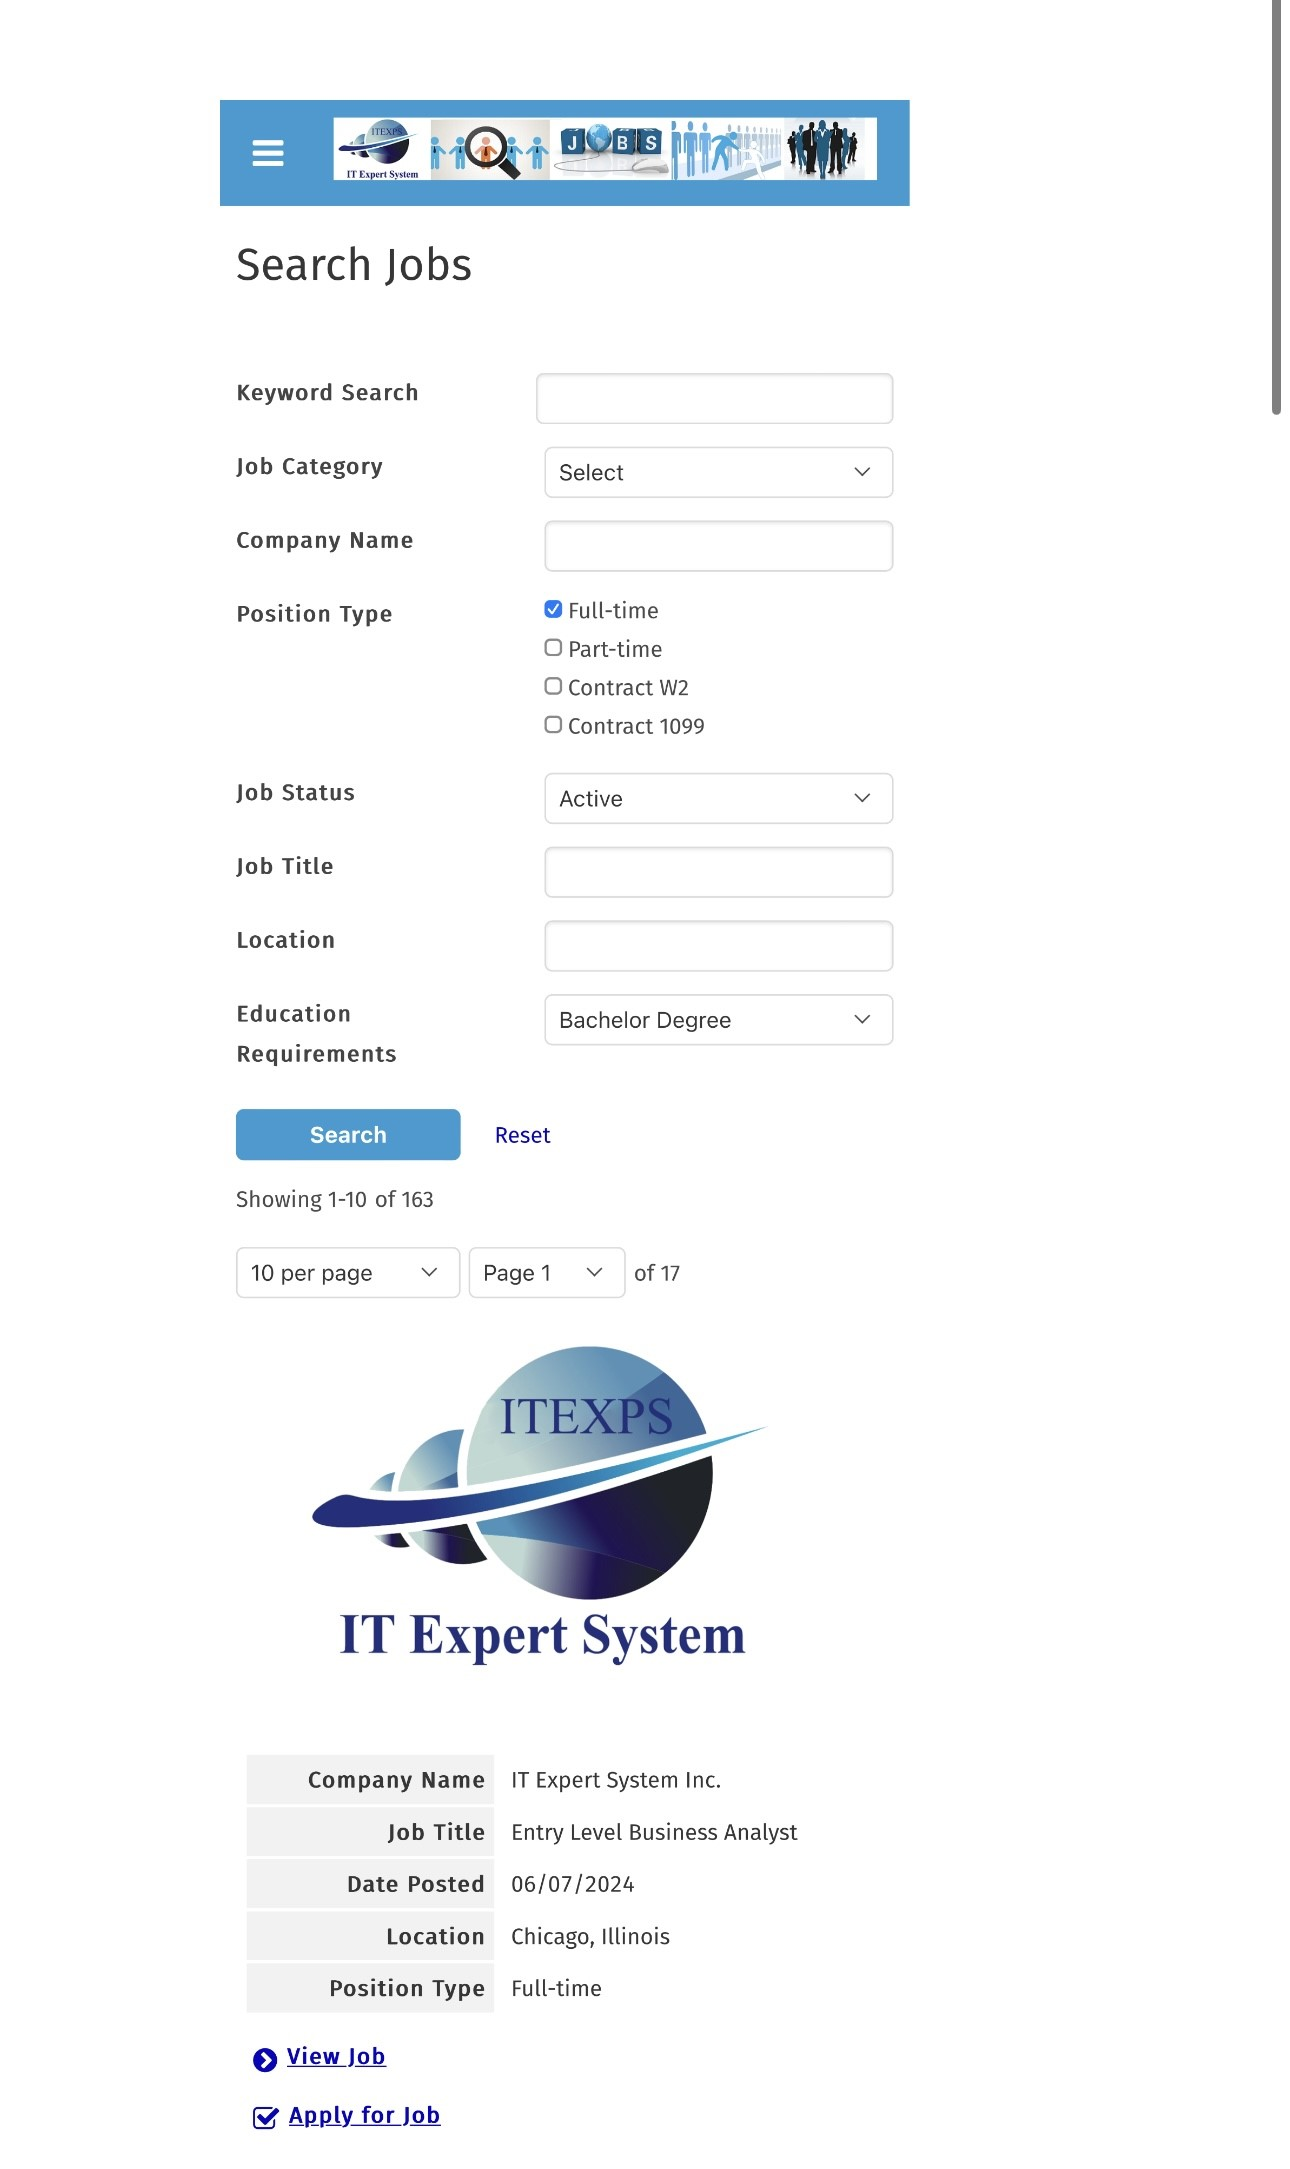 ITEXPS
IT Expert System
JOBS
Search Jobs
Keyword Search
Job Category
Select
Company Name
Position Type
Full-time
Part-time
Contract W2
Contract 1099
Job Status
Active
Job Title
Location
Education
Requirements
Bachelor Degree
Search Reset
Showing 1-10 of 163
10 per page Page 1 of 17
ITEXPS
IT Expert System
Company Name IT Expert System Inc.
Job Title Entry Level Business Analyst
Date Posted 06/07/2024
Location Chicago, Illinois
Position Type Full-time
View Job
Apply for Job